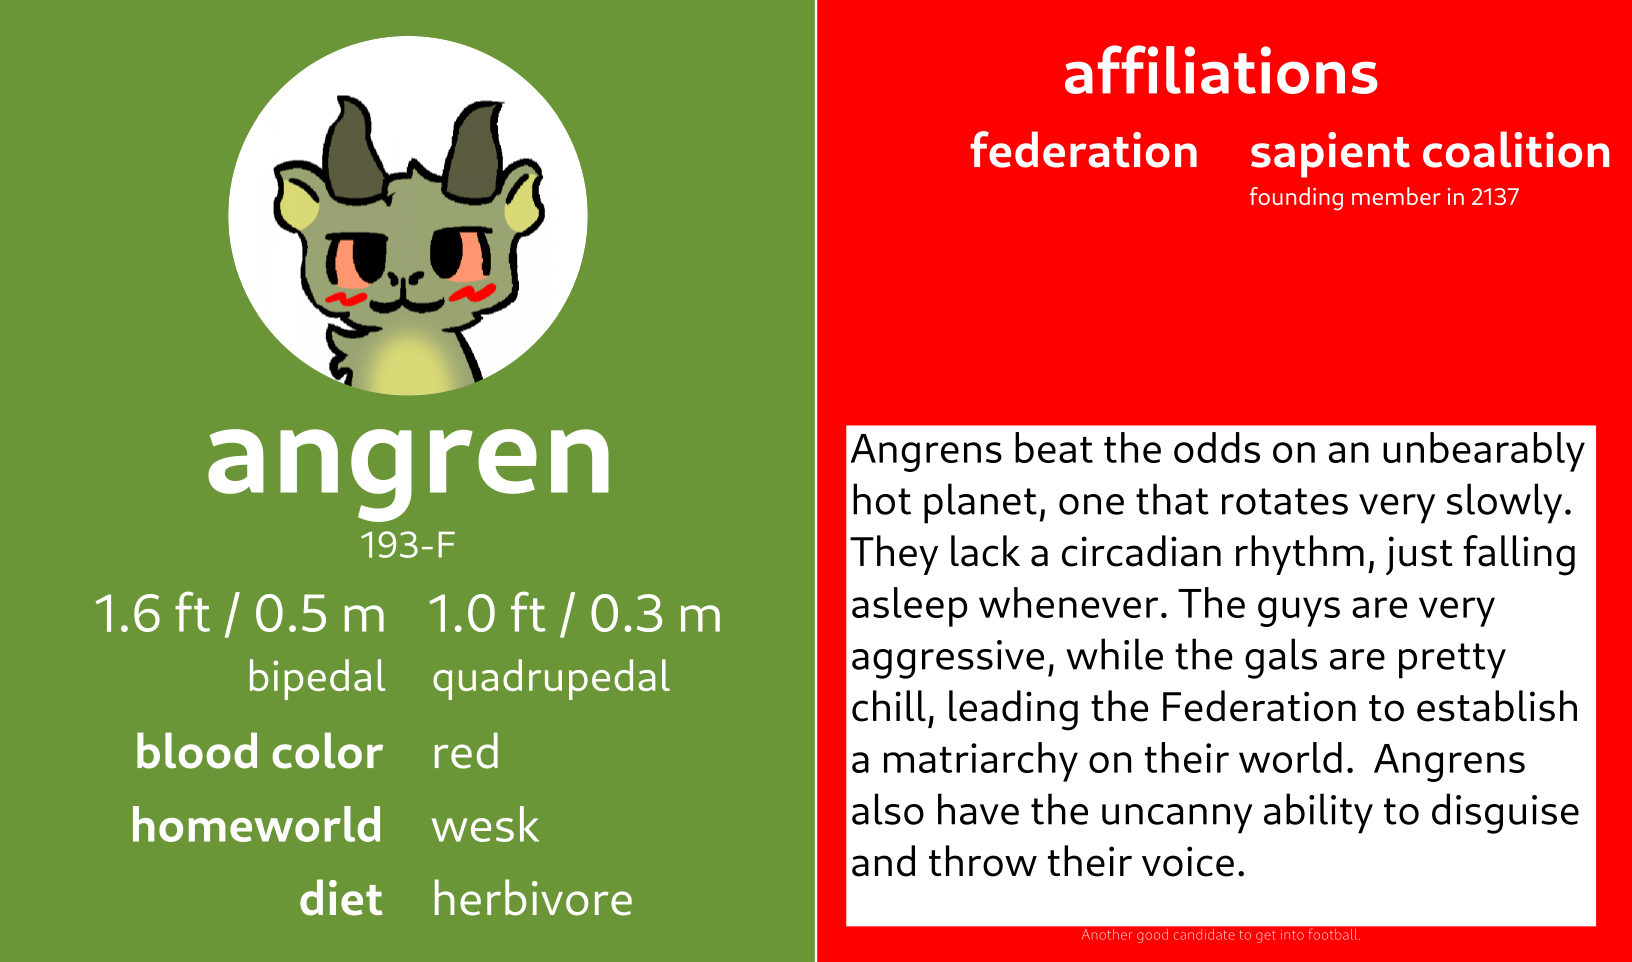 angren
193-F
1.6 ft / 0.5 m 1.0 ft / 0.3 m
bipedal quadrupedal
blood color red
homeworld wesk
diet herbivore
affiliations
federation sapient coalition
founding member in 2137
Angrens beat the odds on an unbearably
hot planet, one that rotates very slowly.
They lack a circadian rhythm, just falling
asleep whenever. The guys are very
aggressive, while the gals are pretty
chill, leading the Federation to establish
a matriarchy on their world.  Angrens
also have the uncanny ability to disguise
and throw their voice.
Another good candidate to get into football.